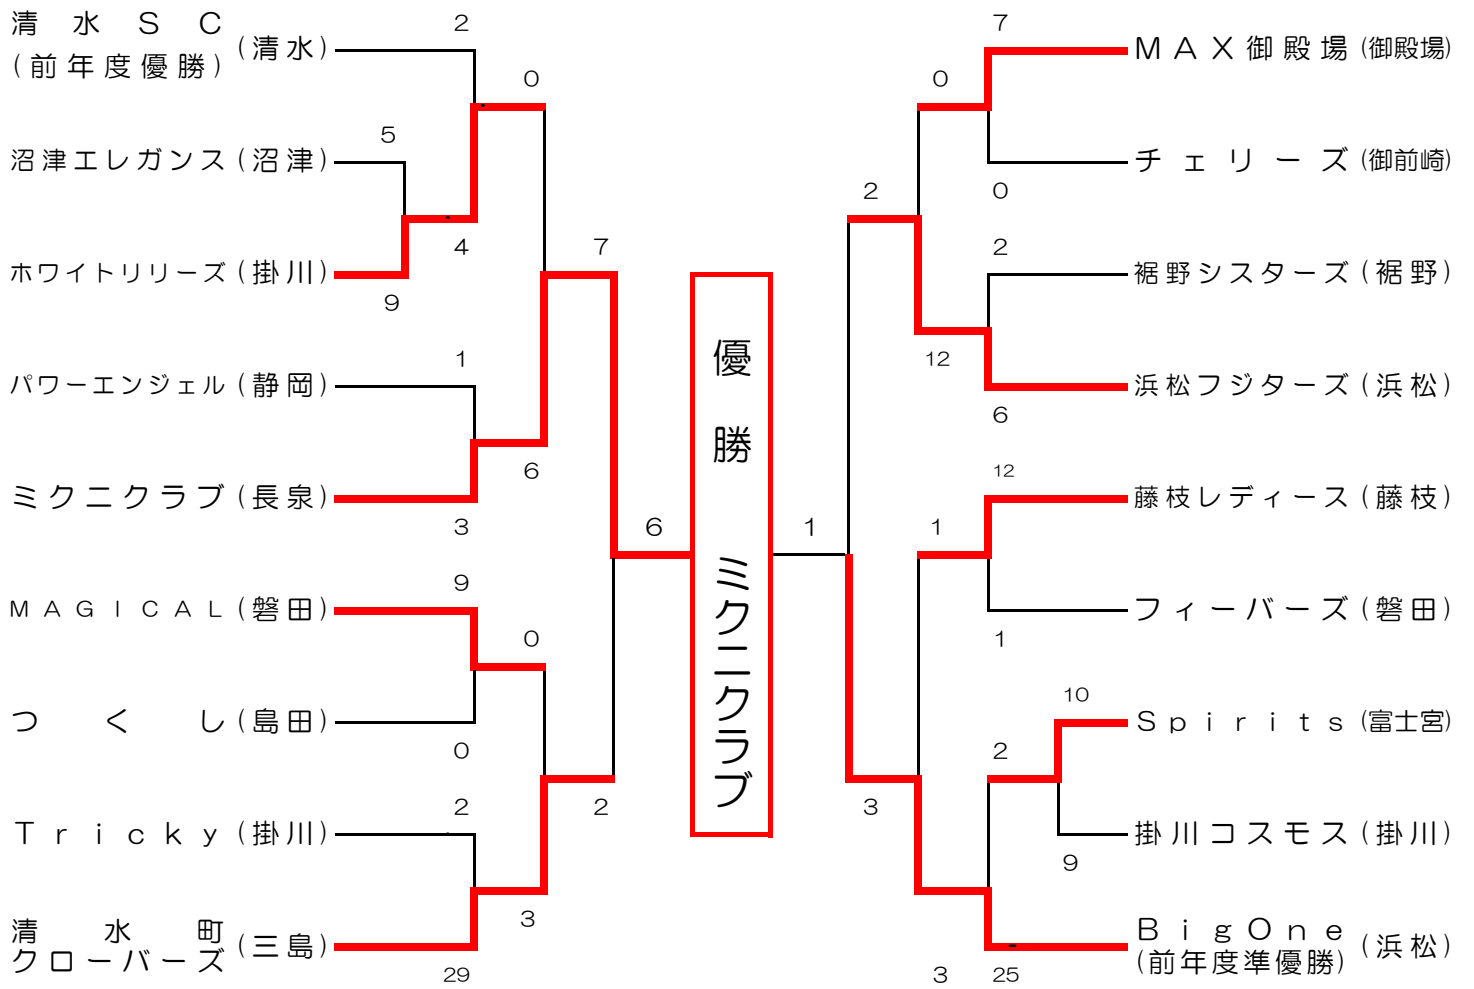 清水SC
(前年度優勝)
(清水)
2
0
沼津エレガンス(沼津)
5
4
ホワイトリリーズ(掛川)
9
7
パワーエンジェル(静岡)
1
6
ミクニクラブ(長泉)
3
6
MAGICAL(磐田)
9
0
つくし(島田)
0
Tricky(掛川)
2
2
3
清水町
クローバーズ
(三島)
29
優勝 ミクニクラブ
1
7
MAX御殿場(御殿場)
0
チェリーズ(御前崎)
0
2
2
裾野シスターズ(裾野)
12
浜松フジターズ(浜松)
6
12
藤枝レディース(藤枝)
1
フィーバーズ(磐田)
1
10
Spirits(富士宮)
2
3
掛川コスモス(掛川)
9
BigOne
(前年度準優勝)
(浜松)
3
25